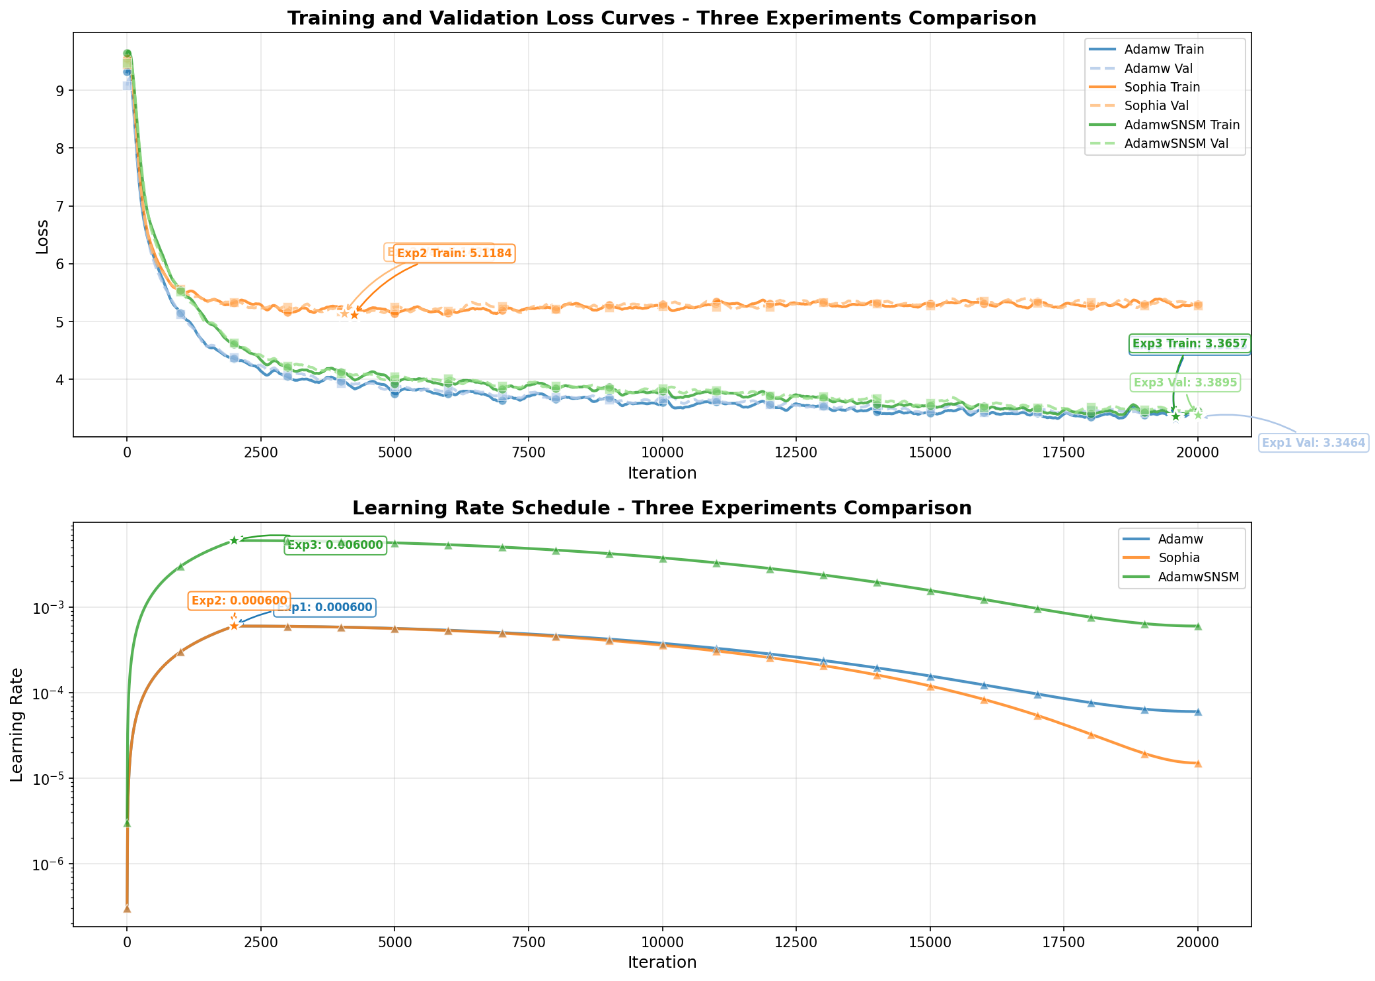 Training and Validation Loss Curves - Three Experiments Comparison
Adamw Train
Adamw Val
Sophia Train
Sophia Val
AdamwSNSM Train
AdamwSNSM Val
Loss
9
8
7
6
5
4
Exp2 Train: 5.1184
Exp3 Train: 3.3657
Exp3 Val: 3.3895
Exp1 Val: 3.3464
0
2500
5000
7500
10000
12500
15000
17500
20000
Iteration
Learning Rate Schedule - Three Experiments Comparison
Adamw
Sophia
AdamwSNSM
Learning Rate
10⁻³
10⁻⁴
10⁻⁵
10⁻⁶
Exp3: 0.006000
Exp2: 0.000600
Exp1: 0.000600
0
2500
5000
7500
10000
12500
15000
17500
20000
Iteration